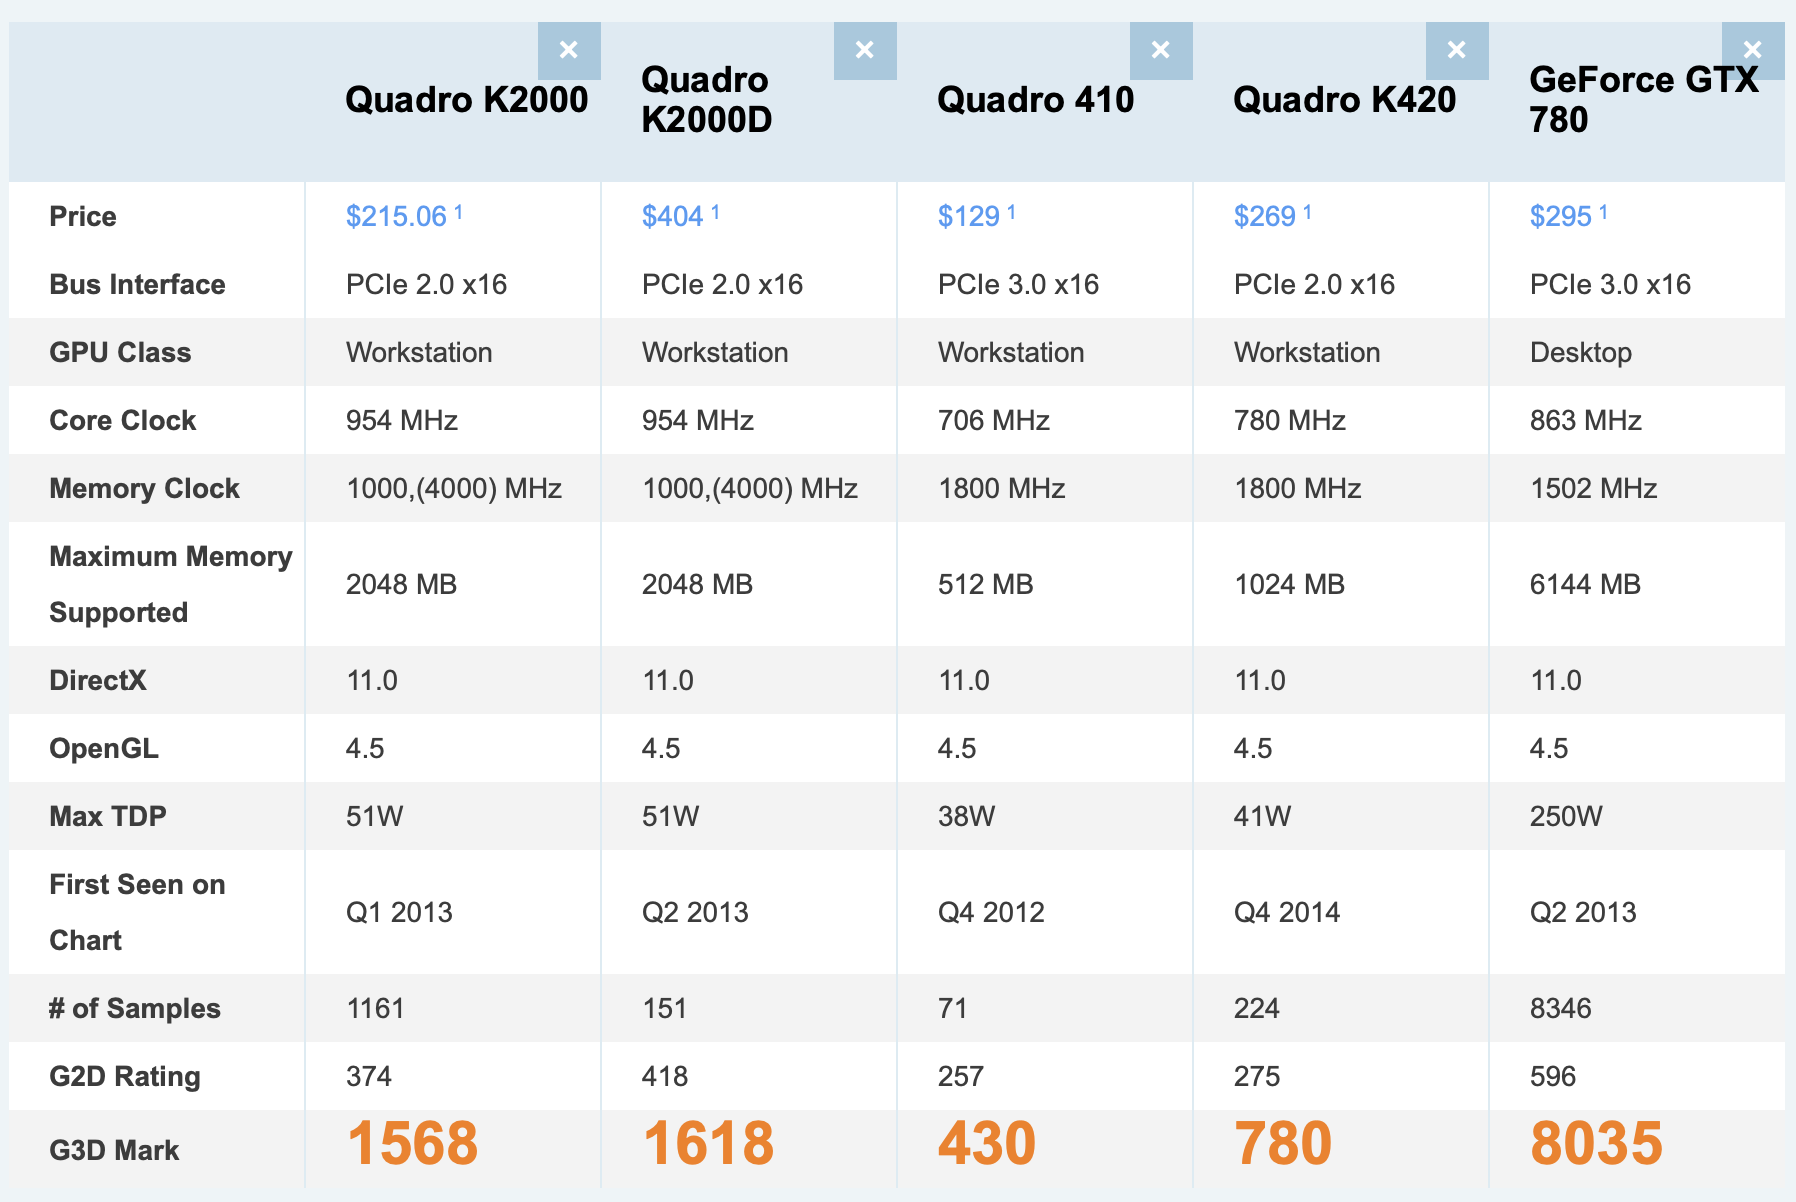 × × × × ×
Quadro K2000 Quadro K2000D Quadro 410 Quadro K420 GeForce GTX 780
Price $215.06 1 $404 1 $129 1 $269 1 $295 1
Bus Interface PCIe 2.0 x16 PCIe 2.0 x16 PCIe 3.0 x16 PCIe 2.0 x16 PCIe 3.0 x16
GPU Class Workstation Workstation Workstation Workstation Desktop
Core Clock 954 MHz 954 MHz 706 MHz 780 MHz 863 MHz
Memory Clock 1000,(4000) MHz 1000,(4000) MHz 1800 MHz 1800 MHz 1502 MHz
Maximum Memory Supported 2048 MB 2048 MB 512 MB 1024 MB 6144 MB
DirectX 11.0 11.0 11.0 11.0 11.0
OpenGL 4.5 4.5 4.5 4.5 4.5
Max TDP 51W 51W 38W 41W 250W
First Seen on Chart Q1 2013 Q2 2013 Q4 2012 Q4 2014 Q2 2013
# of Samples 1161 151 71 224 8346
G2D Rating 374 418 257 275 596
G3D Mark 1568 1618 430 780 8035